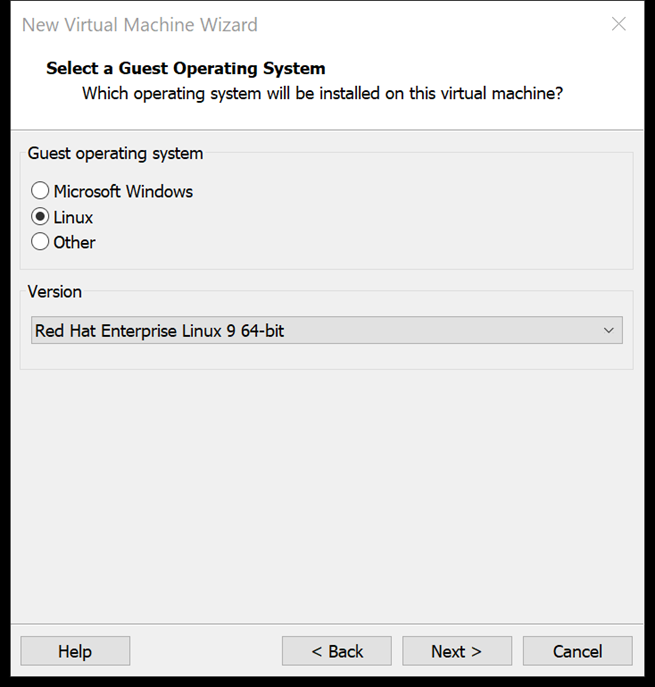 New Virtual Machine Wizard
Select a Guest Operating System
Which operating system will be installed on this virtual machine?
Guest operating system
Microsoft Windows
Linux
Other
Version
Red Hat Enterprise Linux 9 64-bit
Help
< Back
Next >
Cancel